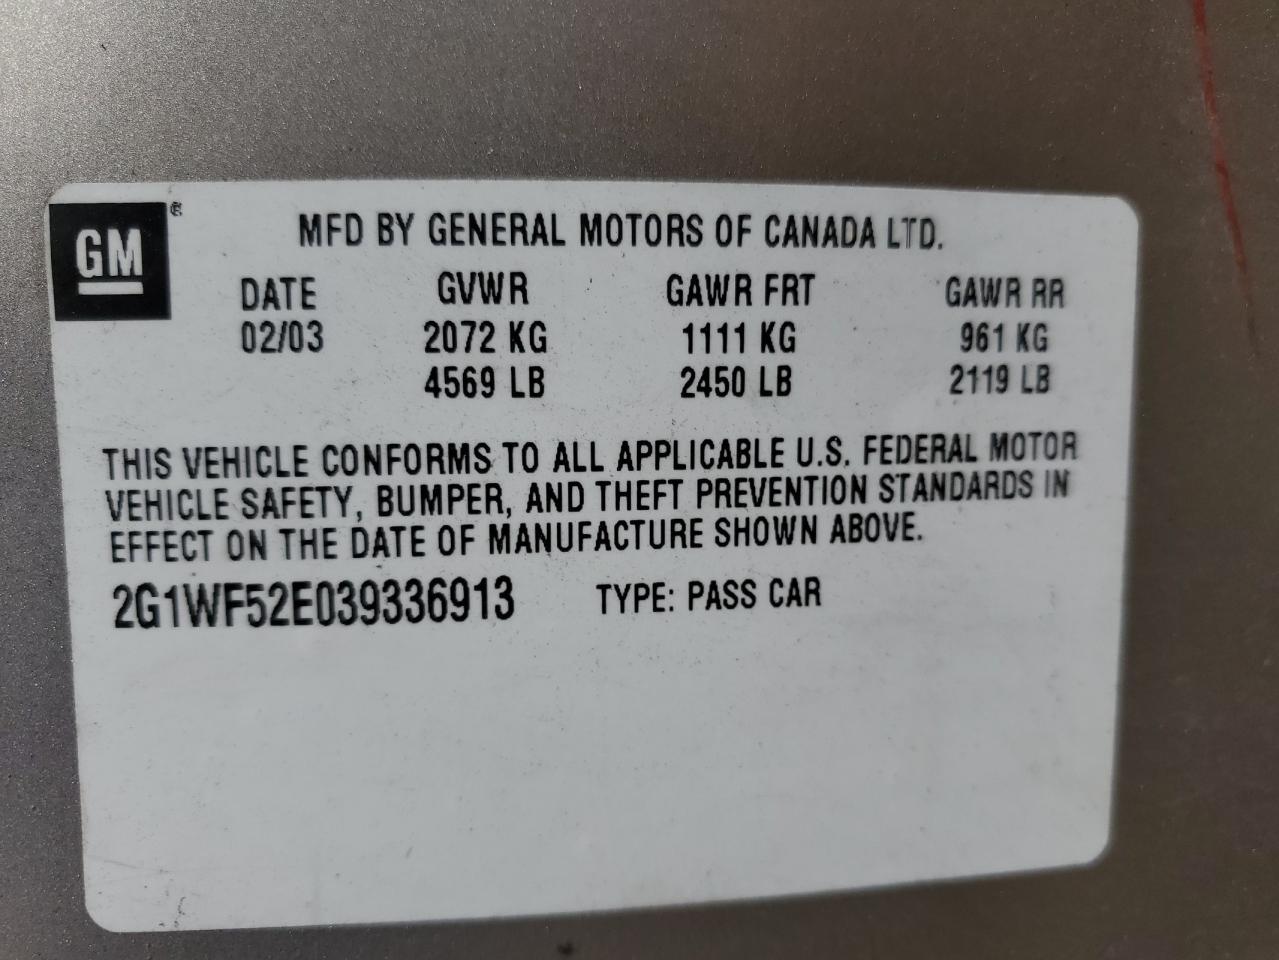 GM ®
MFD BY GENERAL MOTORS OF CANADA LTD.
DATE GVWR GAWR FRT GAWR RR
02/03 2072 KG 1111 KG 961 KG
4569 LB 2450 LB 2119 LB
THIS VEHICLE CONFORMS TO ALL APPLICABLE U.S. FEDERAL MOTOR
VEHICLE SAFETY, BUMPER, AND THEFT PREVENTION STANDARDS IN
EFFECT ON THE DATE OF MANUFACTURE SHOWN ABOVE.
2G1WF52E039336913 TYPE: PASS CAR